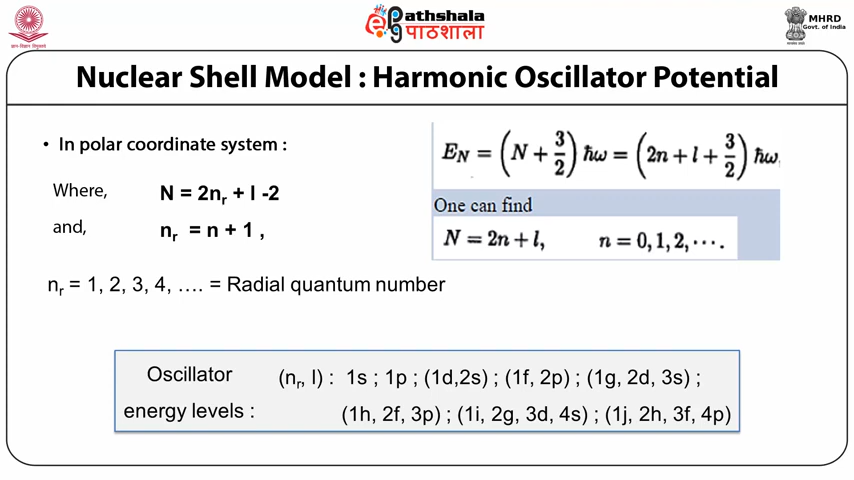 ePathshala
पाठशाला
MHRD
Govt. of India
Nuclear Shell Model : Harmonic Oscillator Potential
• In polar coordinate system :
E_N = (N + 3/2) ℏω = (2n + l + 3/2) ℏω,
Where, N = 2n_r + l -2
One can find
and, n_r = n + 1 ,
N = 2n + l, n = 0, 1, 2, ⋯.
n_r = 1, 2, 3, 4, …. = Radial quantum number
Oscillator (n_r, l) : 1s ; 1p ; (1d,2s) ; (1f, 2p) ; (1g, 2d, 3s) ;
energy levels : (1h, 2f, 3p) ; (1i, 2g, 3d, 4s) ; (1j, 2h, 3f, 4p)